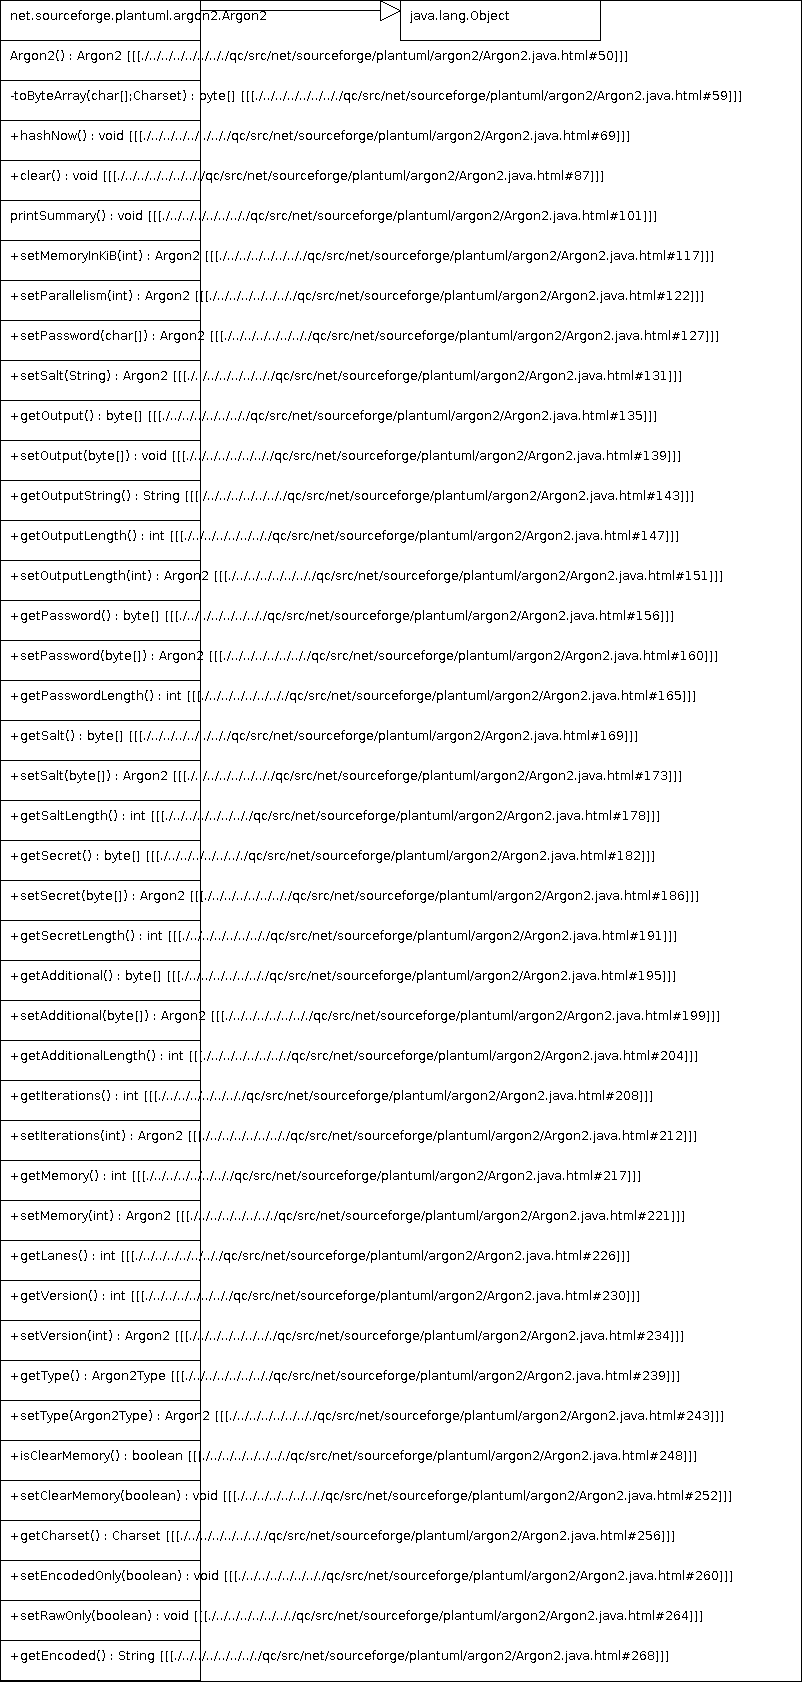 net.sourceforge.plantuml.argon2.Argon2
java.lang.Object
Argon2() : Argon2 [[[./../../../../../../../qc/src/net/sourceforge/plantuml/argon2/Argon2.java.html#50]]]
-toByteArray(char[];Charset) : byte[] [[[./../../../../../../../qc/src/net/sourceforge/plantuml/argon2/Argon2.java.html#59]]]
+hashNow() : void [[[./../../../../../../../qc/src/net/sourceforge/plantuml/argon2/Argon2.java.html#69]]]
+clear() : void [[[./../../../../../../../qc/src/net/sourceforge/plantuml/argon2/Argon2.java.html#87]]]
printSummary() : void [[[./../../../../../../../qc/src/net/sourceforge/plantuml/argon2/Argon2.java.html#101]]]
+setMemoryInKiB(int) : Argon2 [[[./../../../../../../../qc/src/net/sourceforge/plantuml/argon2/Argon2.java.html#117]]]
+setParallelism(int) : Argon2 [[[./../../../../../../../qc/src/net/sourceforge/plantuml/argon2/Argon2.java.html#122]]]
+setPassword(char[]) : Argon2 [[[./../../../../../../../qc/src/net/sourceforge/plantuml/argon2/Argon2.java.html#127]]]
+setSalt(String) : Argon2 [[[./../../../../../../../qc/src/net/sourceforge/plantuml/argon2/Argon2.java.html#131]]]
+getOutput() : byte[] [[[./../../../../../../../qc/src/net/sourceforge/plantuml/argon2/Argon2.java.html#135]]]
+setOutput(byte[]) : void [[[./../../../../../../../qc/src/net/sourceforge/plantuml/argon2/Argon2.java.html#139]]]
+getOutputString() : String [[[./../../../../../../../qc/src/net/sourceforge/plantuml/argon2/Argon2.java.html#143]]]
+getOutputLength() : int [[[./../../../../../../../qc/src/net/sourceforge/plantuml/argon2/Argon2.java.html#147]]]
+setOutputLength(int) : Argon2 [[[./../../../../../../../qc/src/net/sourceforge/plantuml/argon2/Argon2.java.html#151]]]
+getPassword() : byte[] [[[./../../../../../../../qc/src/net/sourceforge/plantuml/argon2/Argon2.java.html#156]]]
+setPassword(byte[]) : Argon2 [[[./../../../../../../../qc/src/net/sourceforge/plantuml/argon2/Argon2.java.html#160]]]
+getPasswordLength() : int [[[./../../../../../../../qc/src/net/sourceforge/plantuml/argon2/Argon2.java.html#165]]]
+getSalt() : byte[] [[[./../../../../../../../qc/src/net/sourceforge/plantuml/argon2/Argon2.java.html#169]]]
+setSalt(byte[]) : Argon2 [[[./../../../../../../../qc/src/net/sourceforge/plantuml/argon2/Argon2.java.html#173]]]
+getSaltLength() : int [[[./../../../../../../../qc/src/net/sourceforge/plantuml/argon2/Argon2.java.html#178]]]
+getSecret() : byte[] [[[./../../../../../../../qc/src/net/sourceforge/plantuml/argon2/Argon2.java.html#182]]]
+setSecret(byte[]) : Argon2 [[[./../../../../../../../qc/src/net/sourceforge/plantuml/argon2/Argon2.java.html#186]]]
+getSecretLength() : int [[[./../../../../../../../qc/src/net/sourceforge/plantuml/argon2/Argon2.java.html#191]]]
+getAdditional() : byte[] [[[./../../../../../../../qc/src/net/sourceforge/plantuml/argon2/Argon2.java.html#195]]]
+setAdditional(byte[]) : Argon2 [[[./../../../../../../../qc/src/net/sourceforge/plantuml/argon2/Argon2.java.html#199]]]
+getAdditionalLength() : int [[[./../../../../../../../qc/src/net/sourceforge/plantuml/argon2/Argon2.java.html#204]]]
+getIterations() : int [[[./../../../../../../../qc/src/net/sourceforge/plantuml/argon2/Argon2.java.html#208]]]
+setIterations(int) : Argon2 [[[./../../../../../../../qc/src/net/sourceforge/plantuml/argon2/Argon2.java.html#212]]]
+getMemory() : int [[[./../../../../../../../qc/src/net/sourceforge/plantuml/argon2/Argon2.java.html#217]]]
+setMemory(int) : Argon2 [[[./../../../../../../../qc/src/net/sourceforge/plantuml/argon2/Argon2.java.html#221]]]
+getLanes() : int [[[./../../../../../../../qc/src/net/sourceforge/plantuml/argon2/Argon2.java.html#226]]]
+getVersion() : int [[[./../../../../../../../qc/src/net/sourceforge/plantuml/argon2/Argon2.java.html#230]]]
+setVersion(int) : Argon2 [[[./../../../../../../../qc/src/net/sourceforge/plantuml/argon2/Argon2.java.html#234]]]
+getType() : Argon2Type [[[./../../../../../../../qc/src/net/sourceforge/plantuml/argon2/Argon2.java.html#239]]]
+setType(Argon2Type) : Argon2 [[[./../../../../../../../qc/src/net/sourceforge/plantuml/argon2/Argon2.java.html#243]]]
+isClearMemory() : boolean [[[./../../../../../../../qc/src/net/sourceforge/plantuml/argon2/Argon2.java.html#248]]]
+setClearMemory(boolean) : void [[[./../../../../../../../qc/src/net/sourceforge/plantuml/argon2/Argon2.java.html#252]]]
+getCharset() : Charset [[[./../../../../../../../qc/src/net/sourceforge/plantuml/argon2/Argon2.java.html#256]]]
+setEncodedOnly(boolean) : void [[[./../../../../../../../qc/src/net/sourceforge/plantuml/argon2/Argon2.java.html#260]]]
+setRawOnly(boolean) : void [[[./../../../../../../../qc/src/net/sourceforge/plantuml/argon2/Argon2.java.html#264]]]
+getEncoded() : String [[[./../../../../../../../qc/src/net/sourceforge/plantuml/argon2/Argon2.java.html#268]]]